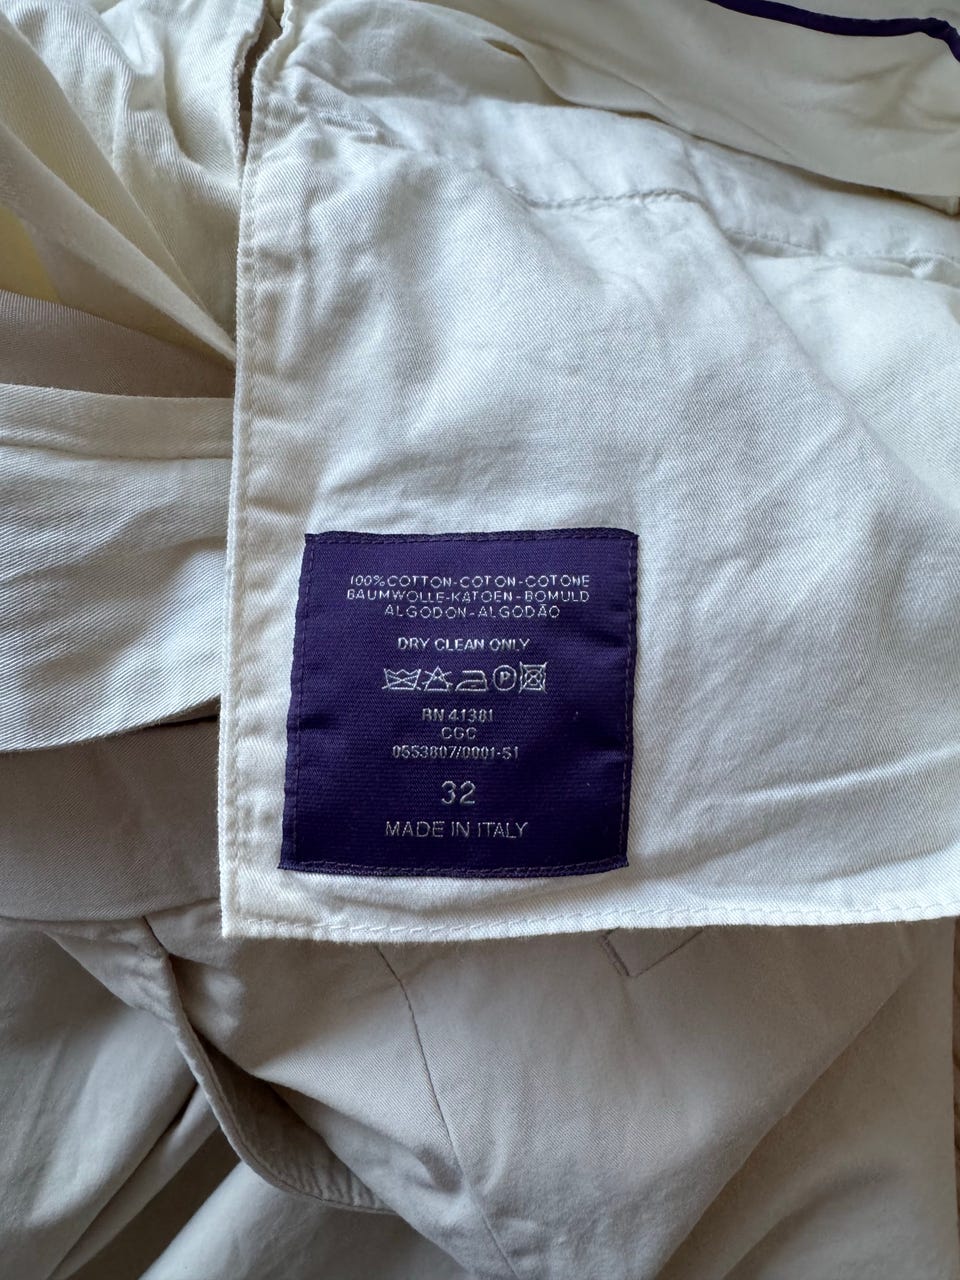 100% COTTON-COTON-COTONE
BAUMWOLLE-KATOEN-BOMULD
ALGODON-ALGODÃO
DRY CLEAN ONLY
P
RN 41381
CGC
0553807/0001-51
32
MADE IN ITALY